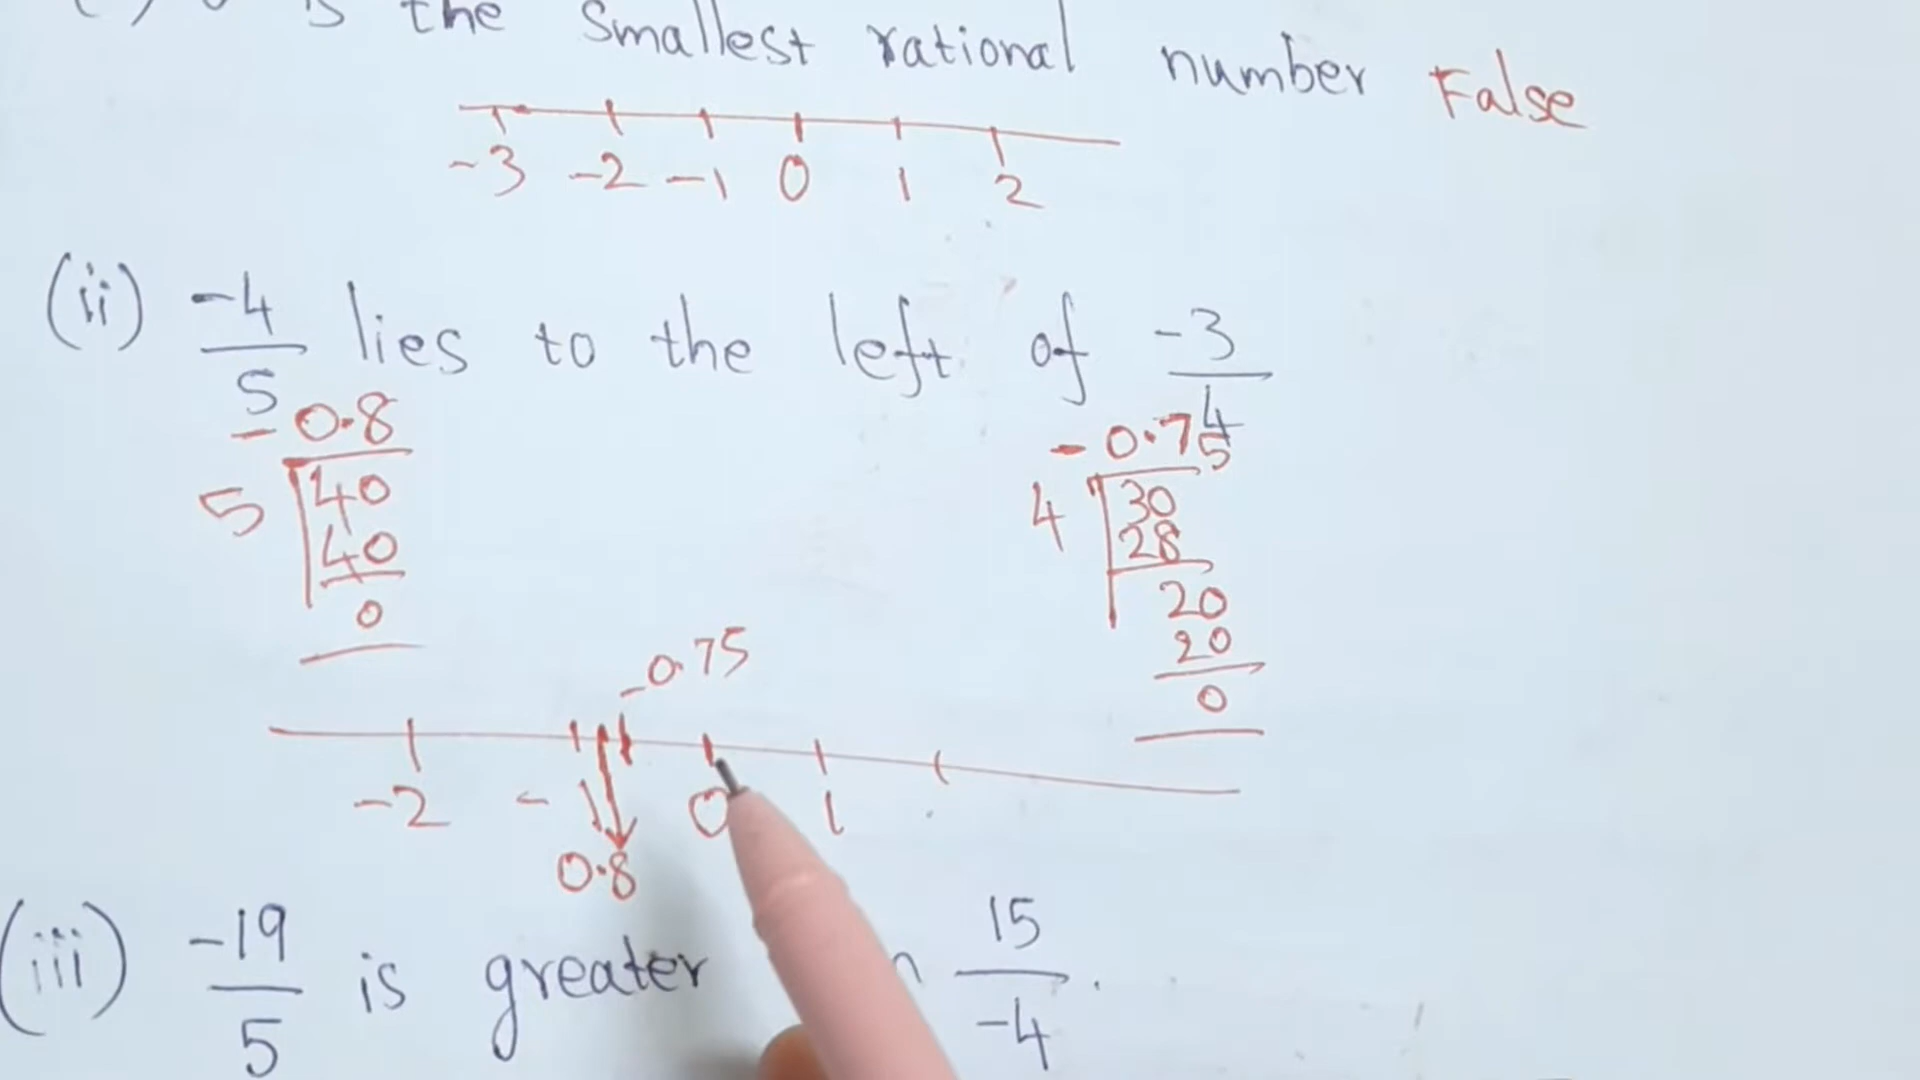 is the smallest rational number False
-3 -2 -1 0 1 2
(ii) -4/5 lies to the left of -3/4
-0.8
5 40
40
0
-0.75
4 30
28
20
20
0
-0.75
-2 -1 0 1
0.8
(iii) -19/5 is greater 15/-4.